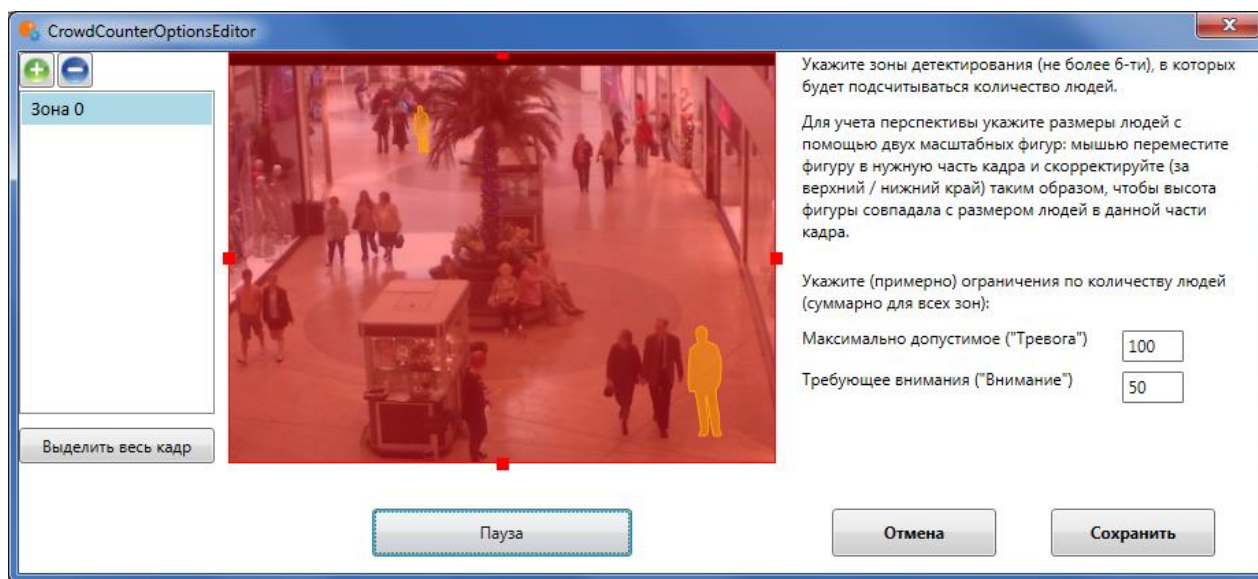 CrowdCounterOptionsEditor
Зона 0
Выделить весь кадр
Укажите зоны детектирования (не более 6-ти), в которых
будет подсчитываться количество людей.
Для учета перспективы укажите размеры людей с
помощью двух масштабных фигур: мышью переместите
фигуру в нужную часть кадра и скорректируйте (за
верхний / нижний край) таким образом, чтобы высота
фигуры совпадала с размером людей в данной части
кадра.
Укажите (примерно) ограничения по количеству людей
(суммарно для всех зон):
Максимально допустимое ("Тревога") 100
Требующее внимания ("Внимание") 50
Пауза
Отмена
Сохранить